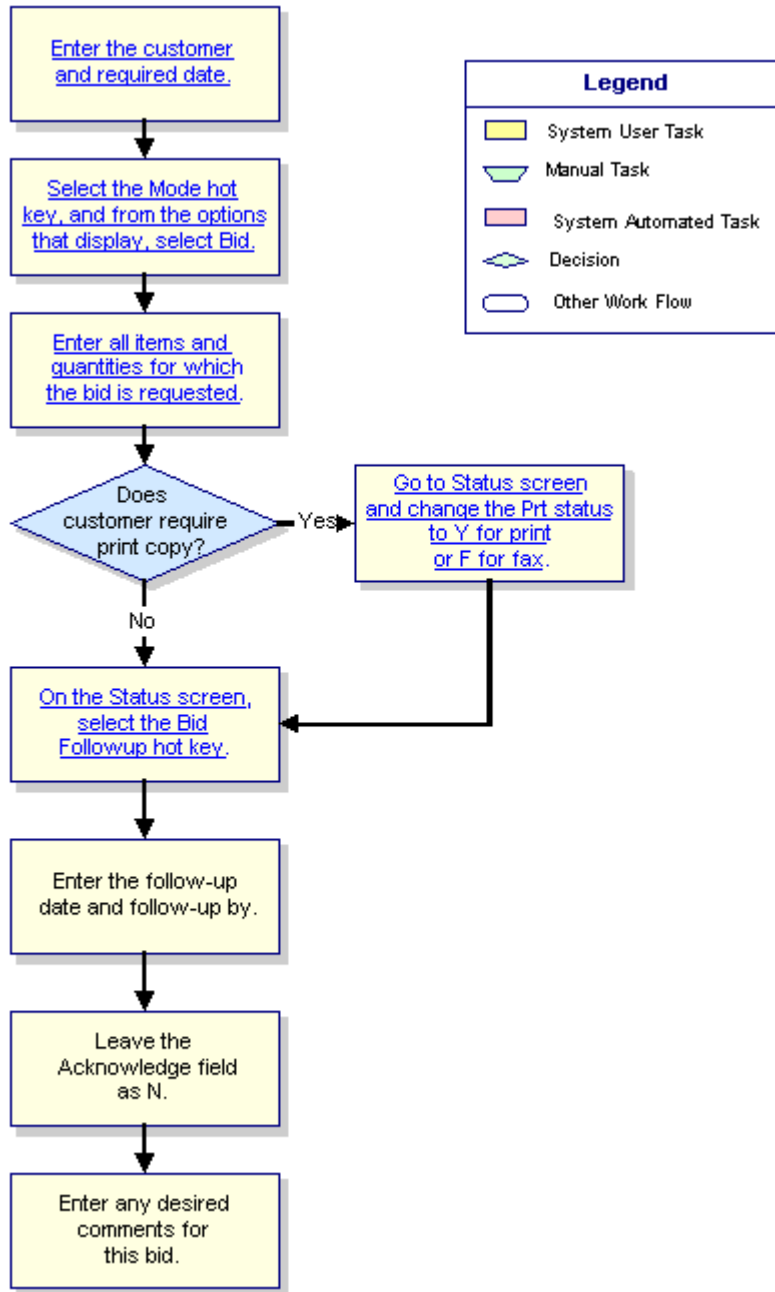 Enter the customer
and required date.
Select the Mode hot
key, and from the options
that display, select Bid.
Enter all items and
quantities for which
the bid is requested.
Does
customer require
print copy?
Yes
Go to Status screen
and change the Prt status
to Y for print
or F for fax.
No
On the Status screen,
select the Bid
Followup hot key.
Enter the follow-up
date and follow-up by.
Leave the
Acknowledge field
as N.
Enter any desired
comments for
this bid.
Legend
System User Task
Manual Task
System Automated Task
Decision
Other Work Flow